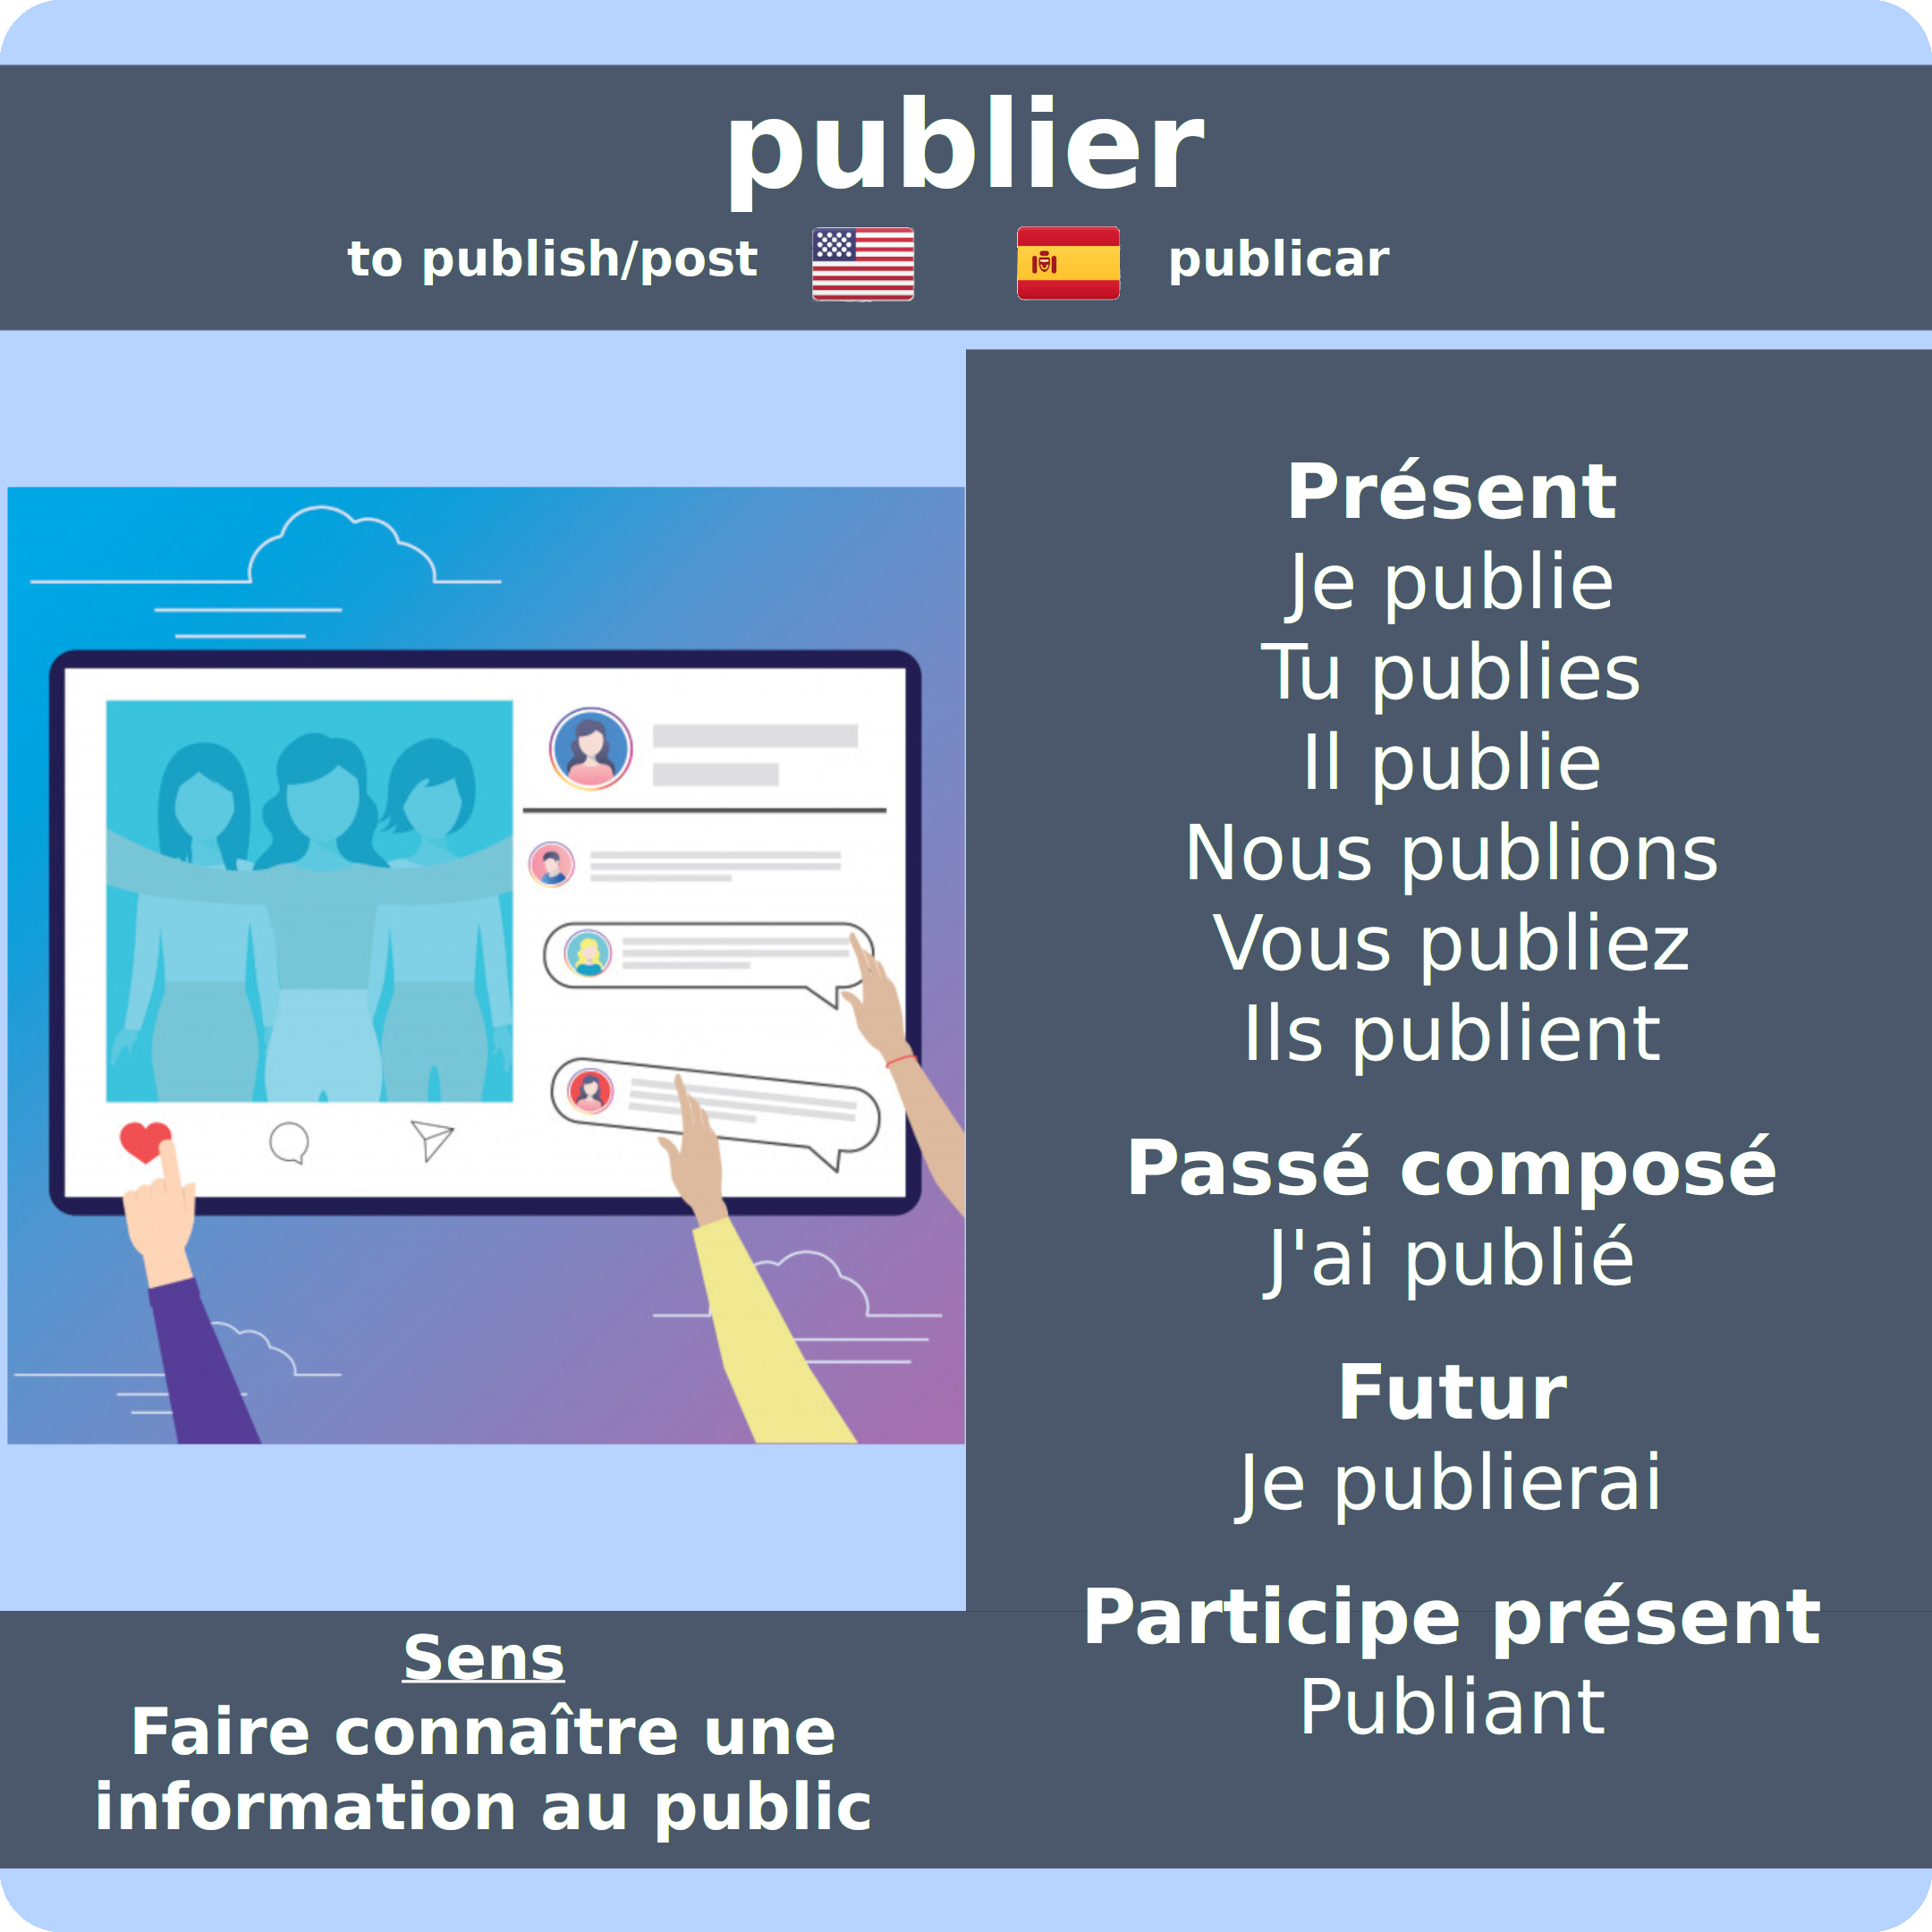 publier
to publish/post
publicar
Présent
Je publie
Tu publies
Il publie
Nous publions
Vous publiez
Ils publient
Passé composé
J'ai publié
Futur
Je publierai
Participe présent
Publiant
Sens
Faire connaître une
information au public